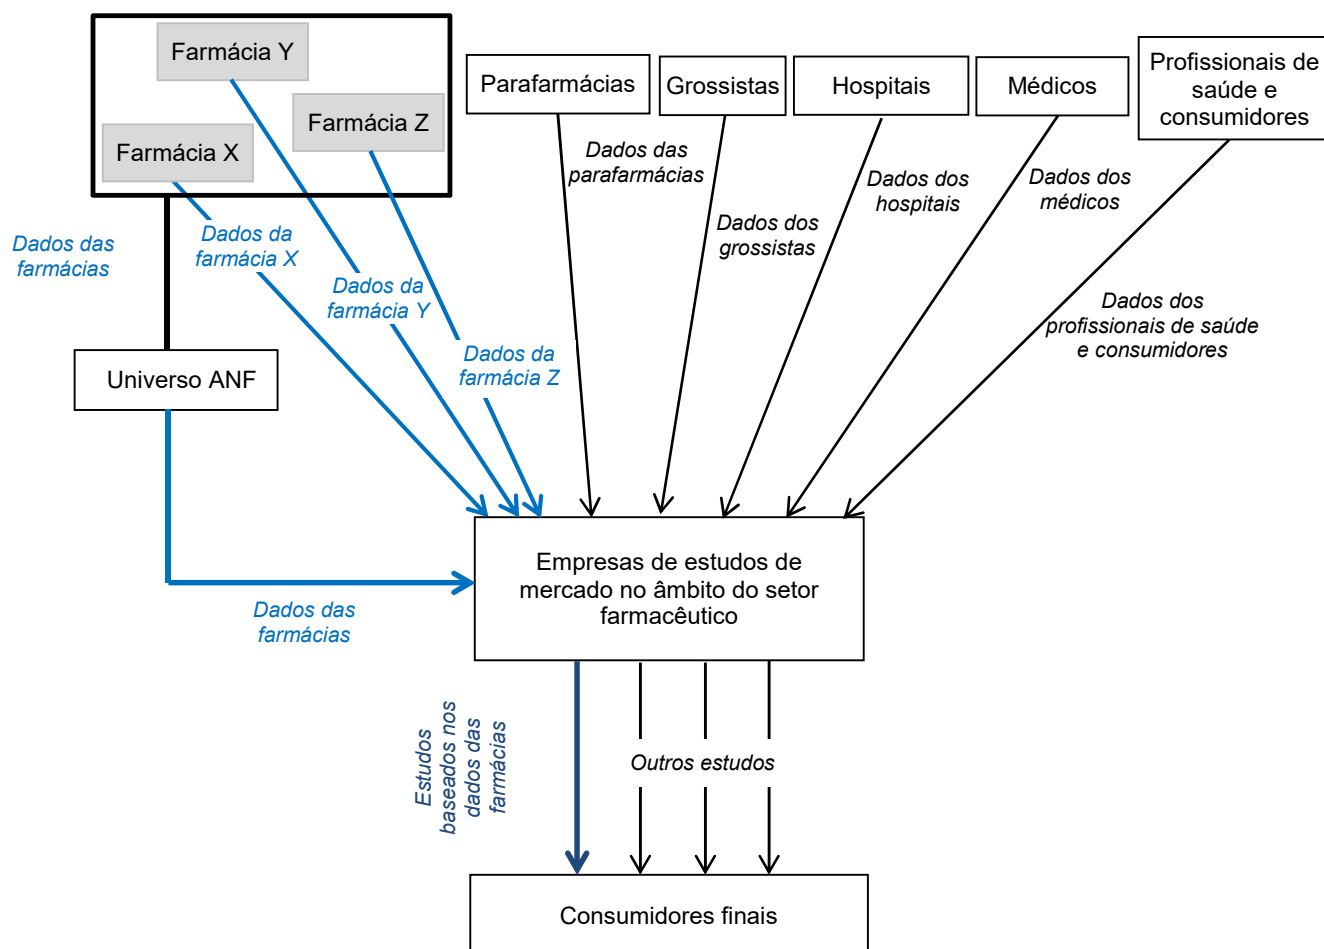 Farmácia Y
Farmácia Z
Farmácia X
Parafarmácias
Grossistas
Hospitais
Médicos
Profissionais de
saúde e
consumidores
Dados das
farmácias
Dados da
farmácia X
Dados da
farmácia Y
Dados da
farmácia Z
Dados das
parafarmácias
Dados dos
grossistas
Dados dos
hospitais
Dados dos
médicos
Dados dos
profissionais de saúde
e consumidores
Universo ANF
Dados das
farmácias
Empresas de estudos de
mercado no âmbito do setor
farmacêutico
Estudos
baseados nos
dados das
farmácias
Outros estudos
Consumidores finais